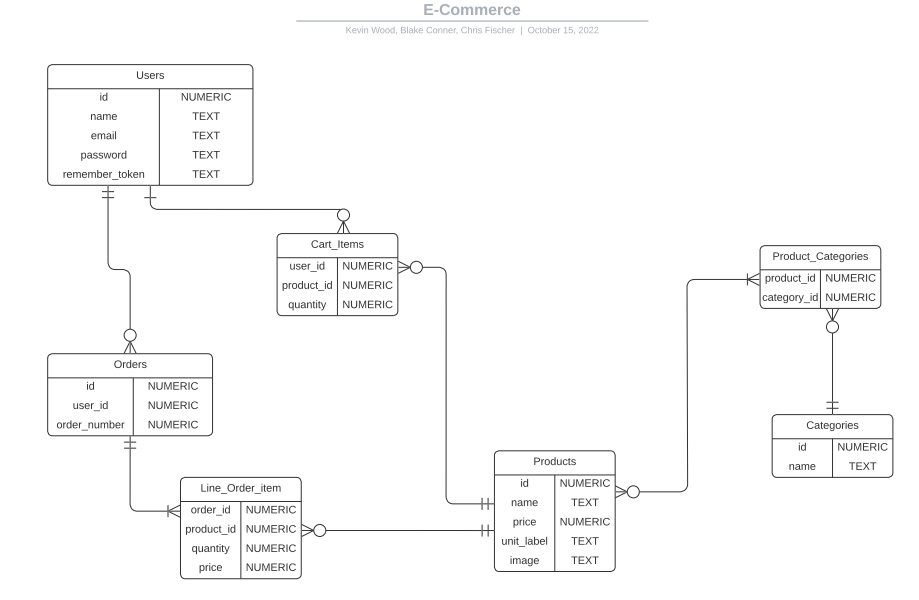 E-Commerce
Kevin Wood, Blake Conner, Chris Fischer | October 15, 2022
Users
id NUMERIC
name TEXT
email TEXT
password TEXT
remember_token TEXT
Cart_Items
user_id NUMERIC
product_id NUMERIC
quantity NUMERIC
Product_Categories
product_id NUMERIC
category_id NUMERIC
Orders
id NUMERIC
user_id NUMERIC
order_number NUMERIC
Categories
id NUMERIC
name TEXT
Products
id NUMERIC
name TEXT
price NUMERIC
unit_label TEXT
image TEXT
Line_Order_item
order_id NUMERIC
product_id NUMERIC
quantity NUMERIC
price NUMERIC